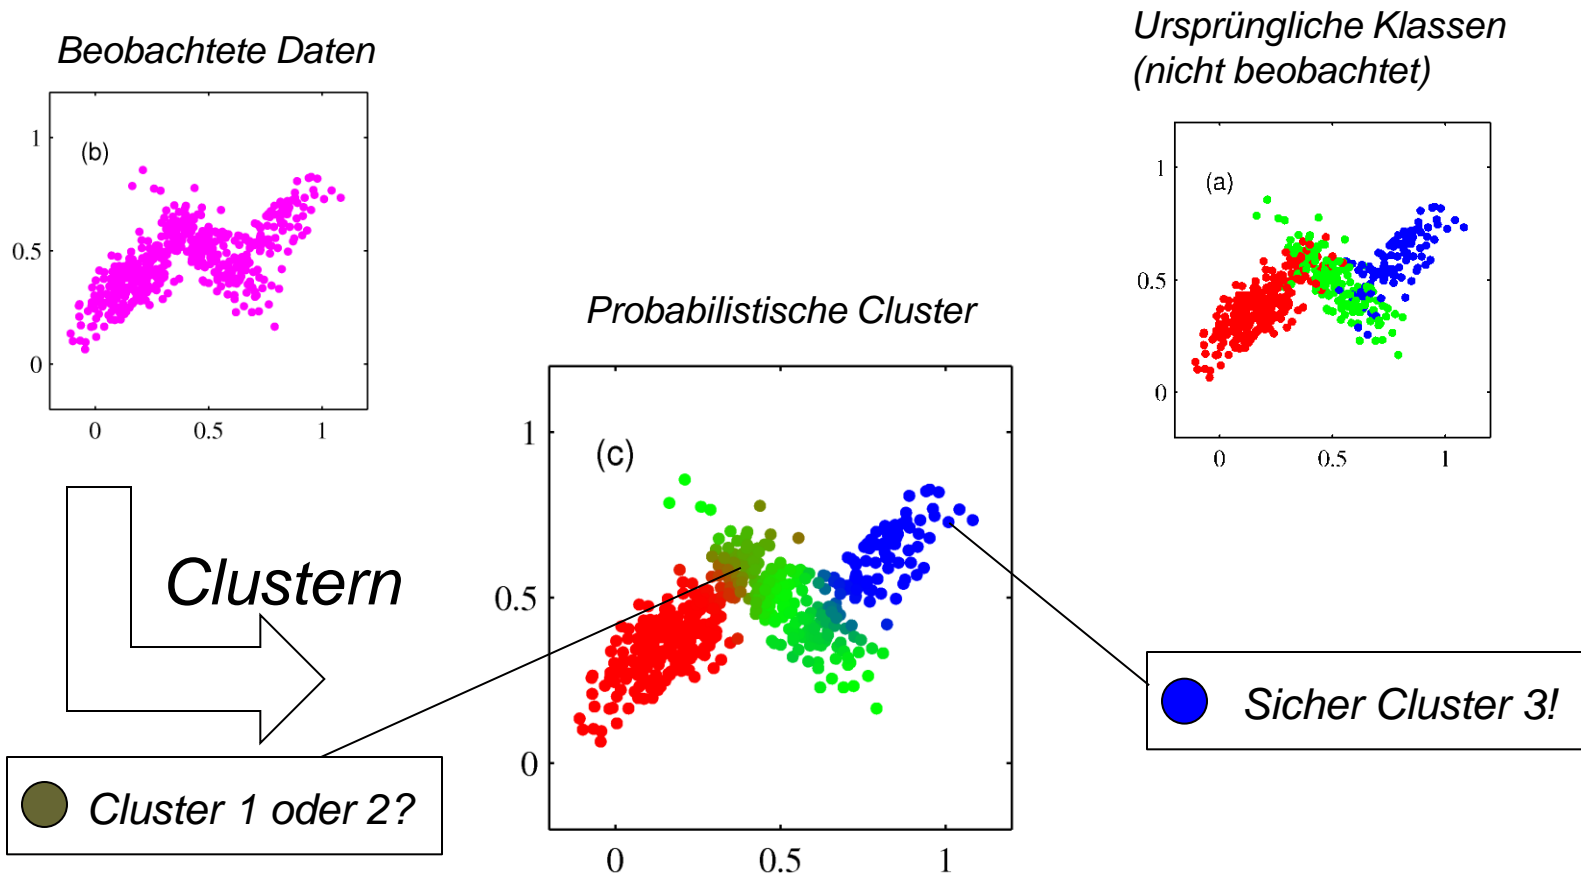 Beobachtete Daten
1
(b)
0.5
0
0
0.5
1
Ursprüngliche Klassen
(nicht beobachtet)
1
(a)
0.5
0
0
0.5
1
Probabilistische Cluster
1
(c)
0.5
0
0
0.5
1
Clustern
Cluster 1 oder 2?
Sicher Cluster 3!